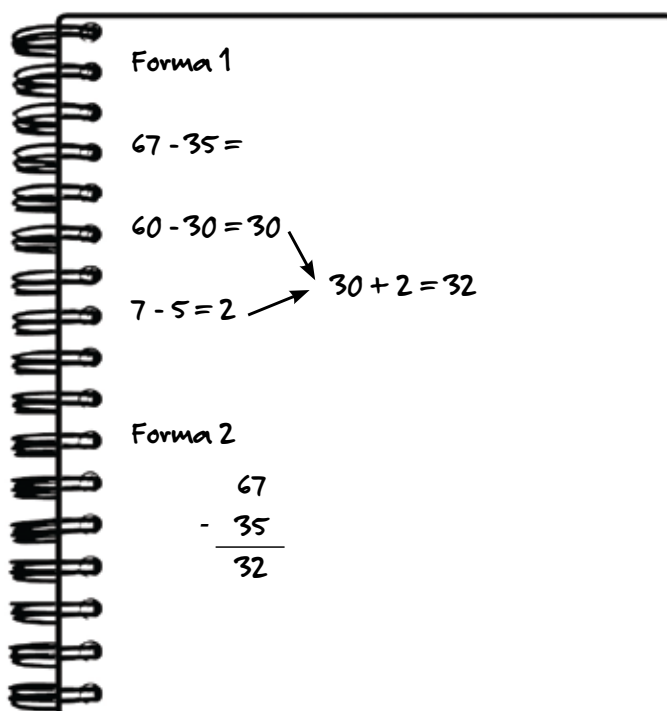 Forma 1
67 - 35 =
60 - 30 = 30
30 + 2 = 32
7 - 5 = 2
Forma 2
67
- 35
32